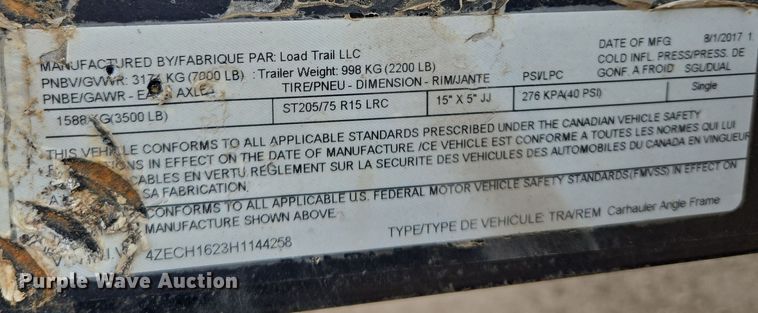 MANUFACTURED BY/FABRIQUE PAR: Load Trail LLC DATE OF MFG 8/1/2017 1
PNBV/GVWR: 3174 KG (7000 LB) : Trailer Weight: 998 KG (2200 LB) COLD INFL. PRESS/PRESS. DE
PNBE/GAWR - EACH AXLE TIRE/PNEU - DIMENSION - RIM/JANTE PSI/LPC GONF. A FROID SGL/DUAL
1588 KG(3500 LB) ST205/75 R15 LRC 15" X 5" JJ 276 KPA(40 PSI) Single
THIS VEHICLE CONFORMS TO ALL APPLICABLE STANDARDS PRESCRIBED UNDER THE CANADIAN VEHICLE SAFETY
IN EFFECT ON THE DATE OF MANUFACTURE /CE VEHICULE EST CONFORME A TOUTES LES NORMES QUI LUI
EN VERTU REGLEMENT SUR LA SECURITE DES VEHICULES DES AUTOMOBILES DU CANADA EN VINGUEUR
SA FABRICATION.
CONFORMS TO ALL APPLICABLE U.S. FEDERAL MOTOR VEHICLE SAFETY STANDARDS(FMVSS) IN EFFECT ON
MANUFACTURE SHOWN ABOVE.
4ZECH1623H1144258 TYPE/TYPE DE VEHICULE: TRA/REM Carhauler Angle Frame
Purple Wave Auction